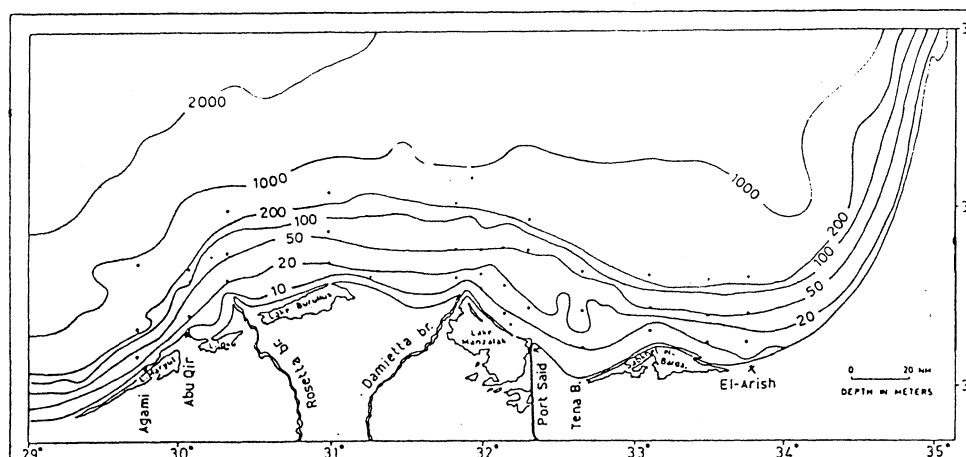 2000
1000
200
100
50
20
10
1000
200
100
50
20
Lake Burullus
Lake
Manzalah
Rosetta br.
Damietta br.
Agami
Abu Qir
Port Said
Tena B.
El-Arish
0 20 NM
DEPTH IN METERS
29° 30° 31° 32° 33° 34° 35°